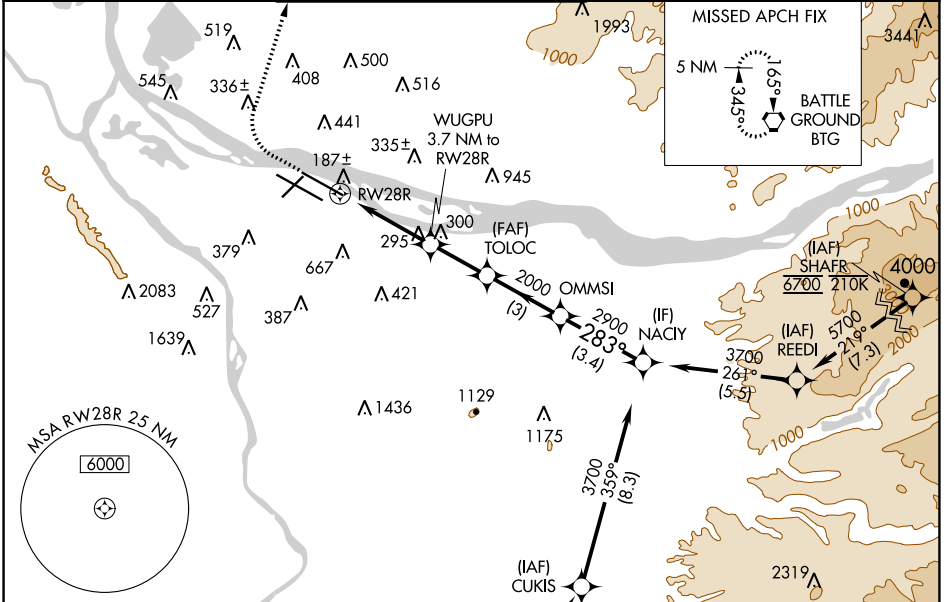 519
408
500
516
545
336±
441
335±
187±
RW28R
WUGPU
3.7 NM to
RW28R
945
1993
1000
3441
MISSED APCH FIX
5 NM
165°
345°
BATTLE
GROUND
BTG
295
300
(FAF)
TOLOC
379
667
421
387
527
2083
1639
2000
(3)
OMMSI
2900
283°
(3.4)
(IF)
NACIY
3700
261°
(5.5)
(IAF)
REEDI
5700
219°
(7.3)
(IAF)
SHAFR
6700 210K
4000
1000
2000
1000
1436
1129
1175
3700
359°
(8.3)
(IAF)
CUKIS
2319
MSA RW28R 25 NM
6000